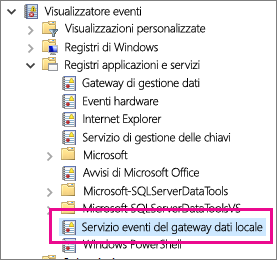 Visualizzatore eventi
Visualizzazioni personalizzate
Registri di Windows
Registri applicazioni e servizi
Gateway di gestione dati
Eventi hardware
Internet Explorer
Servizio di gestione delle chiavi
Microsoft
Avvisi di Microsoft Office
Microsoft-SQLServerDataTools
Microsoft-SQLServerDataToolsVS
Servizio eventi del gateway dati locale
Windows PowerShell